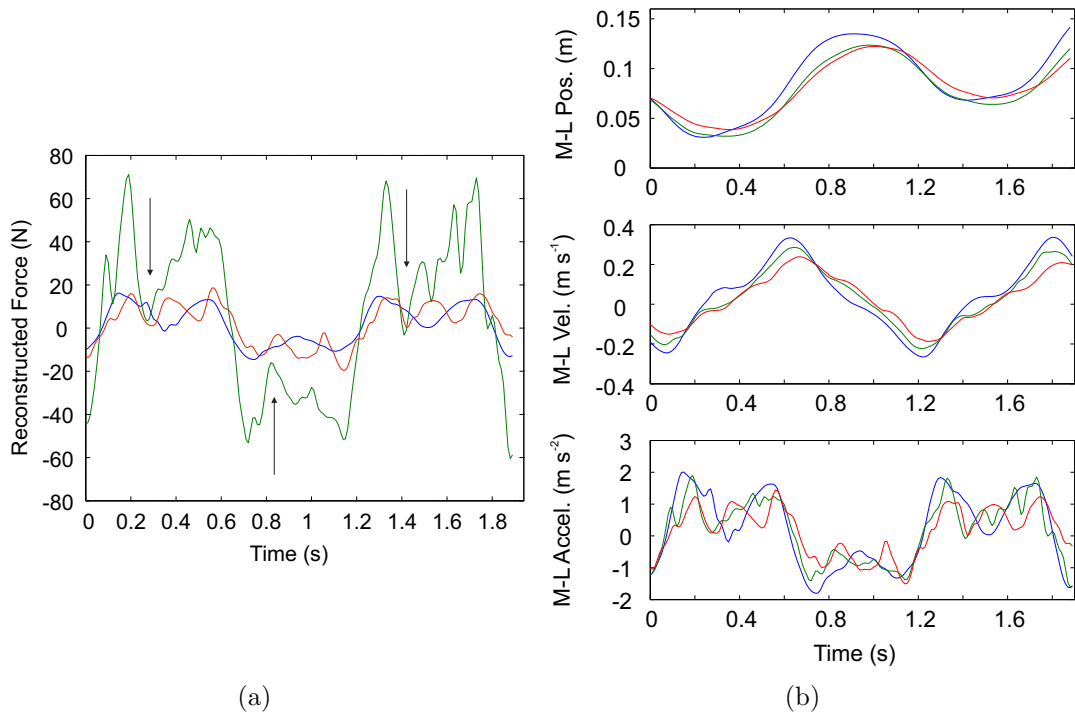 80
60
40
20
0
-20
-40
-60
-80
Reconstructed Force (N)
0 0.2 0.4 0.6 0.8 1 1.2 1.4 1.6 1.8
Time (s)
(a)
0.15
0.1
0.05
0
M-L Pos. (m)
0 0.4 0.8 1.2 1.6
0.4
0.2
0
-0.2
-0.4
M-L Vel. (m s-1)
0 0.4 0.8 1.2 1.6
3
2
1
0
-1
-2
M-L Accel. (m s-2)
0 0.4 0.8 1.2 1.6
Time (s)
(b)